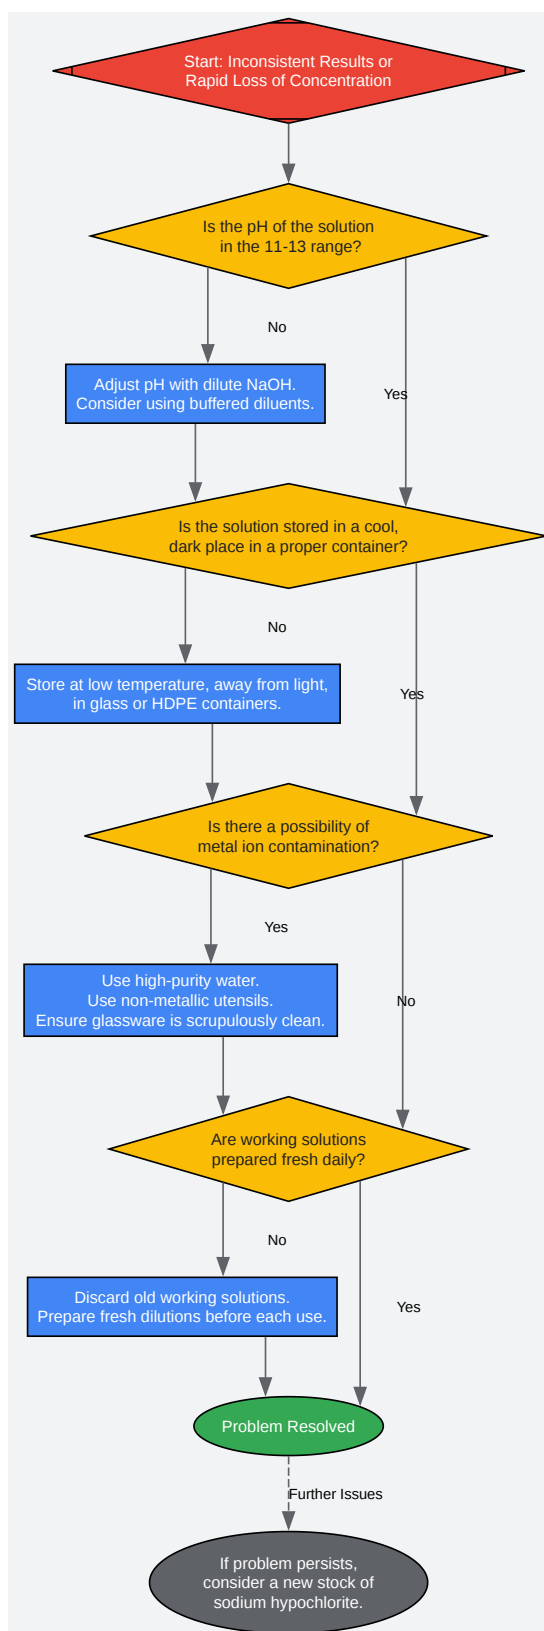 Start: Inconsistent Results or
Rapid Loss of Concentration
Is the pH of the solution
in the 11-13 range?
No
Adjust pH with dilute NaOH.
Consider using buffered diluents.
Yes
Is the solution stored in a cool,
dark place in a proper container?
No
Store at low temperature, away from light,
in glass or HDPE containers.
Yes
Is there a possibility of
metal ion contamination?
Yes
Use high-purity water.
Use non-metallic utensils.
Ensure glassware is scrupulously clean.
No
Are working solutions
prepared fresh daily?
No
Discard old working solutions.
Prepare fresh dilutions before each use.
Yes
Problem Resolved
Further Issues
If problem persists,
consider a new stock of
sodium hypochlorite.